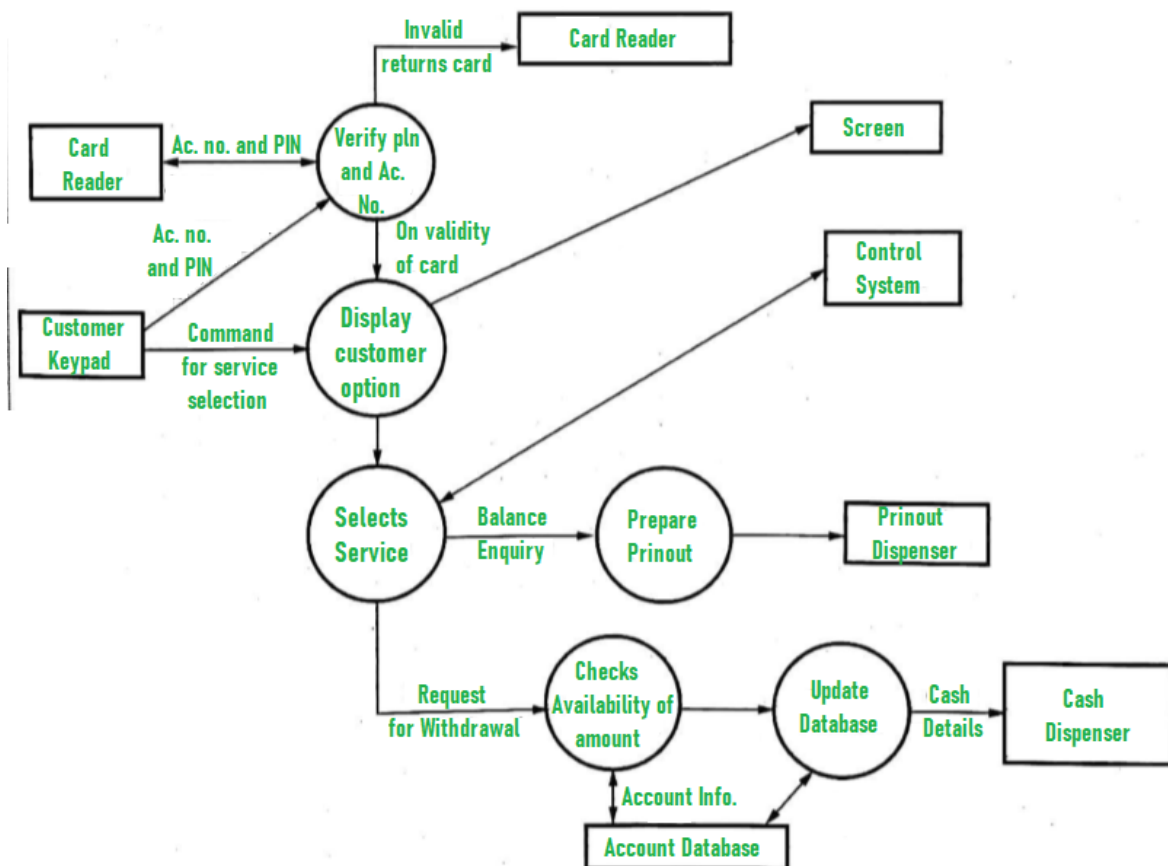 Invalid
returns card
Card Reader
Card
Reader
Ac. no. and PIN
Verify pln
and Ac.
No.
Screen
Ac. no.
and PIN
On validity
of card
Control
System
Customer
Keypad
Command
for service
selection
Display
customer
option
Selects
Service
Balance
Enquiry
Prepare
Prinout
Prinout
Dispenser
Request
for Withdrawal
Checks
Availability of
amount
Update
Database
Cash
Details
Cash
Dispenser
Account Info.
Account Database